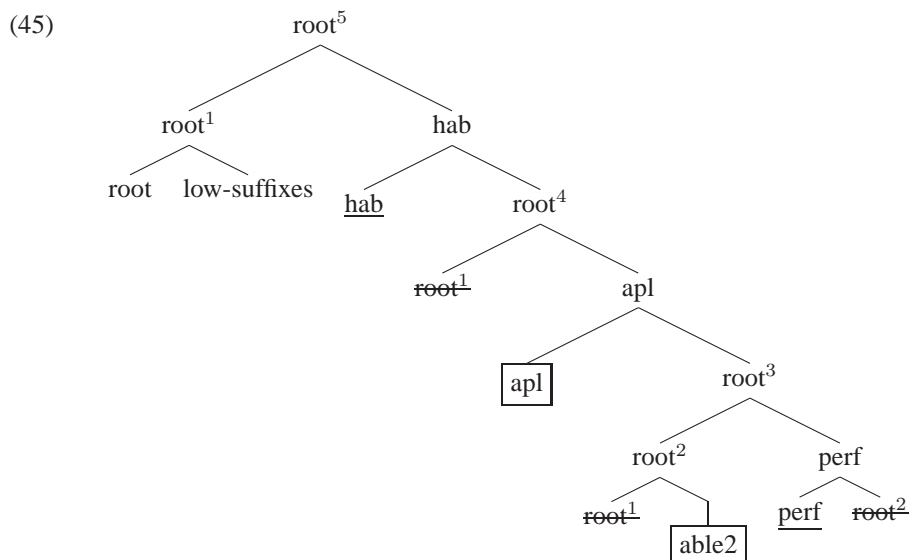 (45) root⁵
root¹ hab
root low-suffixes hab root⁴
root¹ apl
apl root³
root² perf
root¹ perf root²
able2